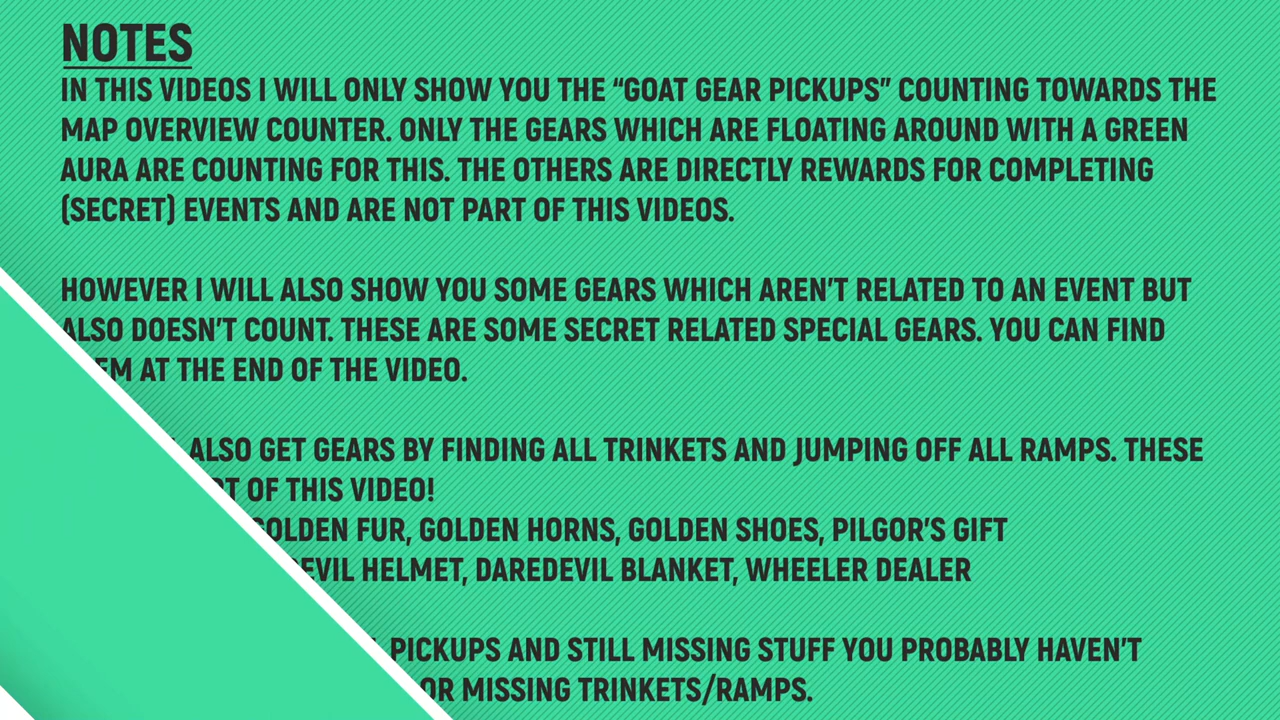 NOTES
IN THIS VIDEOS I WILL ONLY SHOW YOU THE “GOAT GEAR PICKUPS” COUNTING TOWARDS THE
MAP OVERVIEW COUNTER. ONLY THE GEARS WHICH ARE FLOATING AROUND WITH A GREEN
AURA ARE COUNTING FOR THIS. THE OTHERS ARE DIRECTLY REWARDS FOR COMPLETING
(SECRET) EVENTS AND ARE NOT PART OF THIS VIDEOS.
HOWEVER I WILL ALSO SHOW YOU SOME GEARS WHICH AREN’T RELATED TO AN EVENT BUT
ALSO DOESN’T COUNT. THESE ARE SOME SECRET RELATED SPECIAL GEARS. YOU CAN FIND
EM AT THE END OF THE VIDEO.
ALSO GET GEARS BY FINDING ALL TRINKETS AND JUMPING OFF ALL RAMPS. THESE
OF THIS VIDEO!
GOLDEN FUR, GOLDEN HORNS, GOLDEN SHOES, PILGOR’S GIFT
EVIL HELMET, DAREDEVIL BLANKET, WHEELER DEALER
PICKUPS AND STILL MISSING STUFF YOU PROBABLY HAVEN’T
OR MISSING TRINKETS/RAMPS.